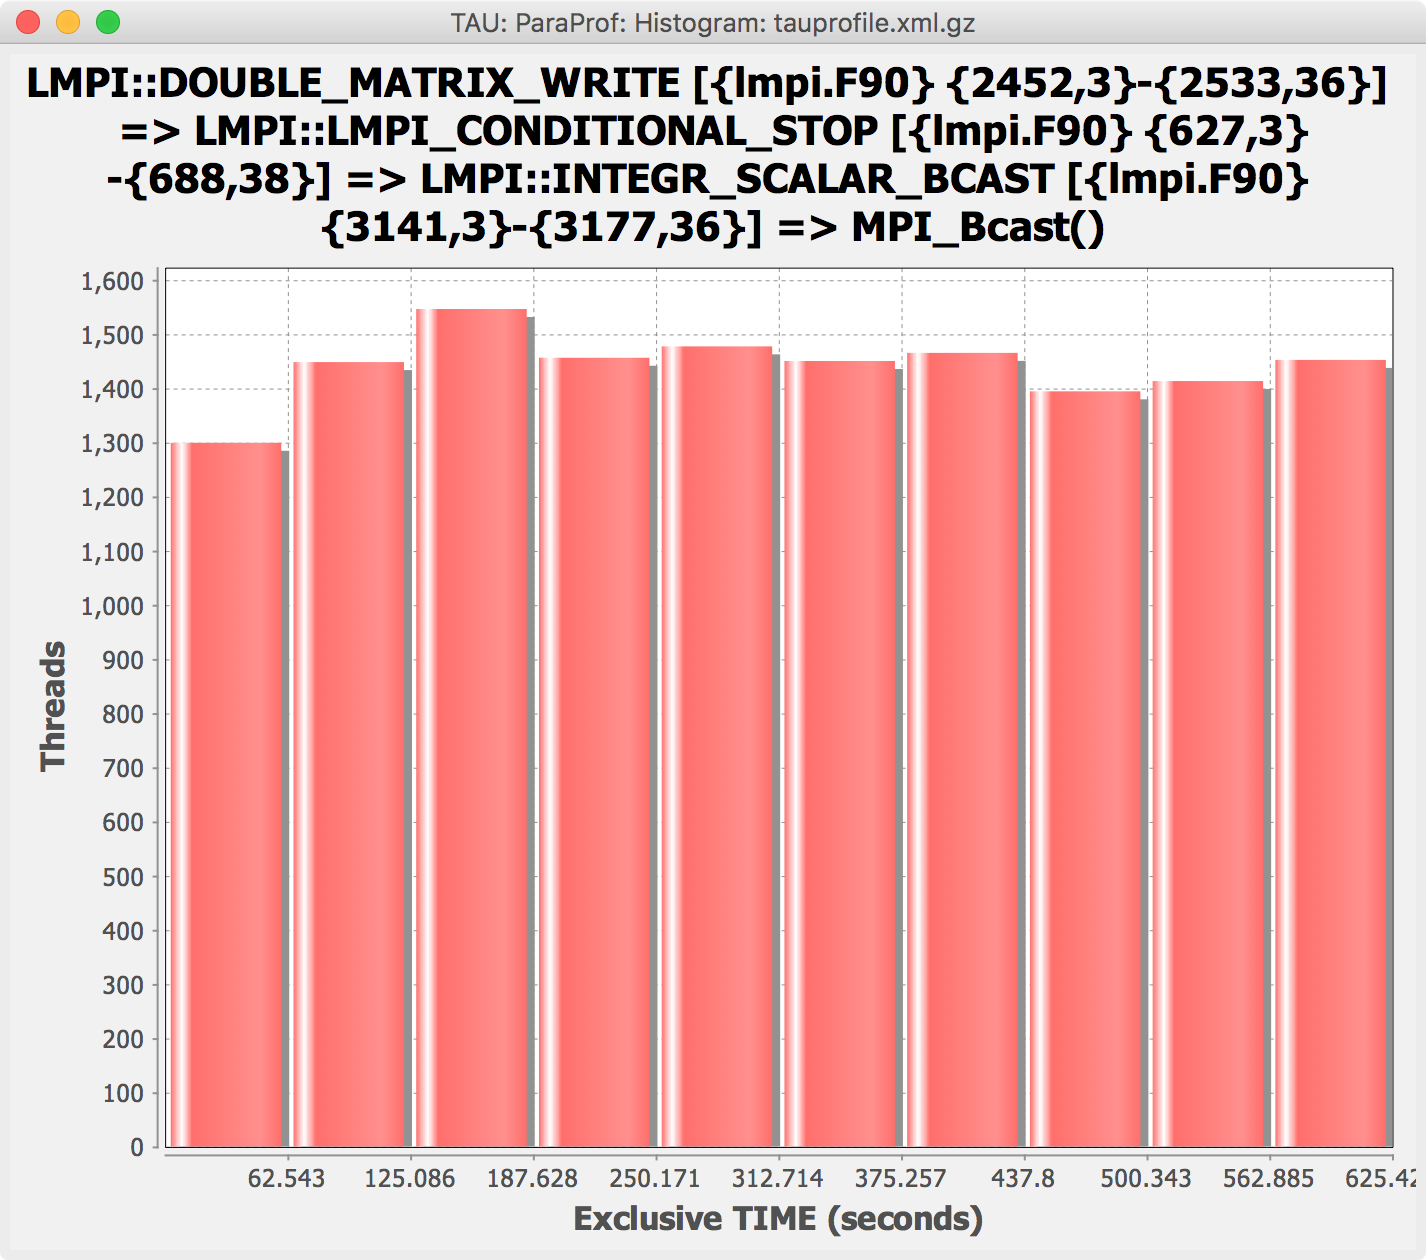 TAU: ParaProf: Histogram: tauprofile.xml.gz
LMPI::DOUBLE_MATRIX_WRITE [{lmpi.F90} {2452,3}-{2533,36}]
=> LMPI::LMPI_CONDITIONAL_STOP [{lmpi.F90} {627,3}
-{688,38}] => LMPI::INTEGR_SCALAR_BCAST [{lmpi.F90}
{3141,3}-{3177,36}] => MPI_Bcast()
1,600
1,500
1,400
1,300
1,200
1,100
1,000
900
800
700
600
500
400
300
200
100
0
Threads
62.543 125.086 187.628 250.171 312.714 375.257 437.8 500.343 562.885 625.42
Exclusive TIME (seconds)